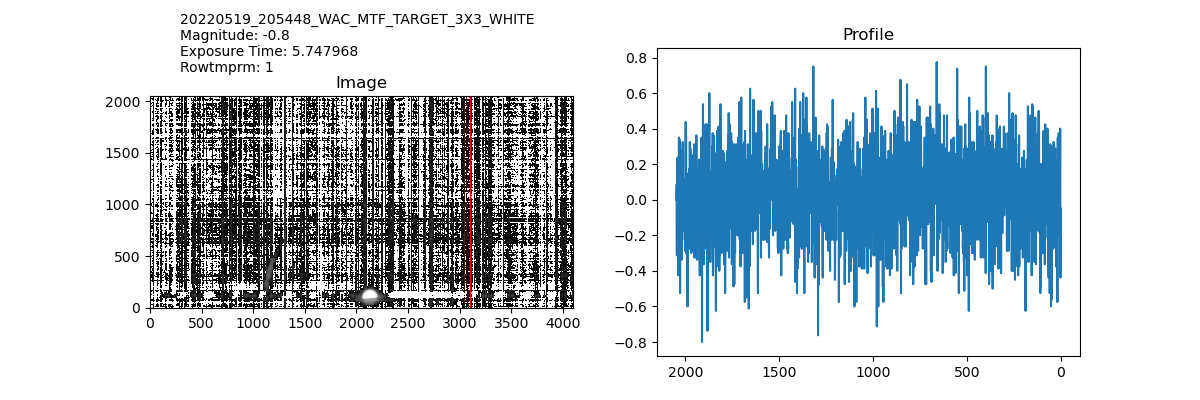 20220519_205448_WAC_MTF_TARGET_3X3_WHITE
Magnitude: -0.8
Exposure Time: 5.747968
Rowtmprm: 1
Image
2000
1500
1000
500
0
0 500 1000 1500 2000 2500 3000 3500 4000
Profile
0.8
0.6
0.4
0.2
0.0
−0.2
−0.4
−0.6
−0.8
2000 1500 1000 500 0